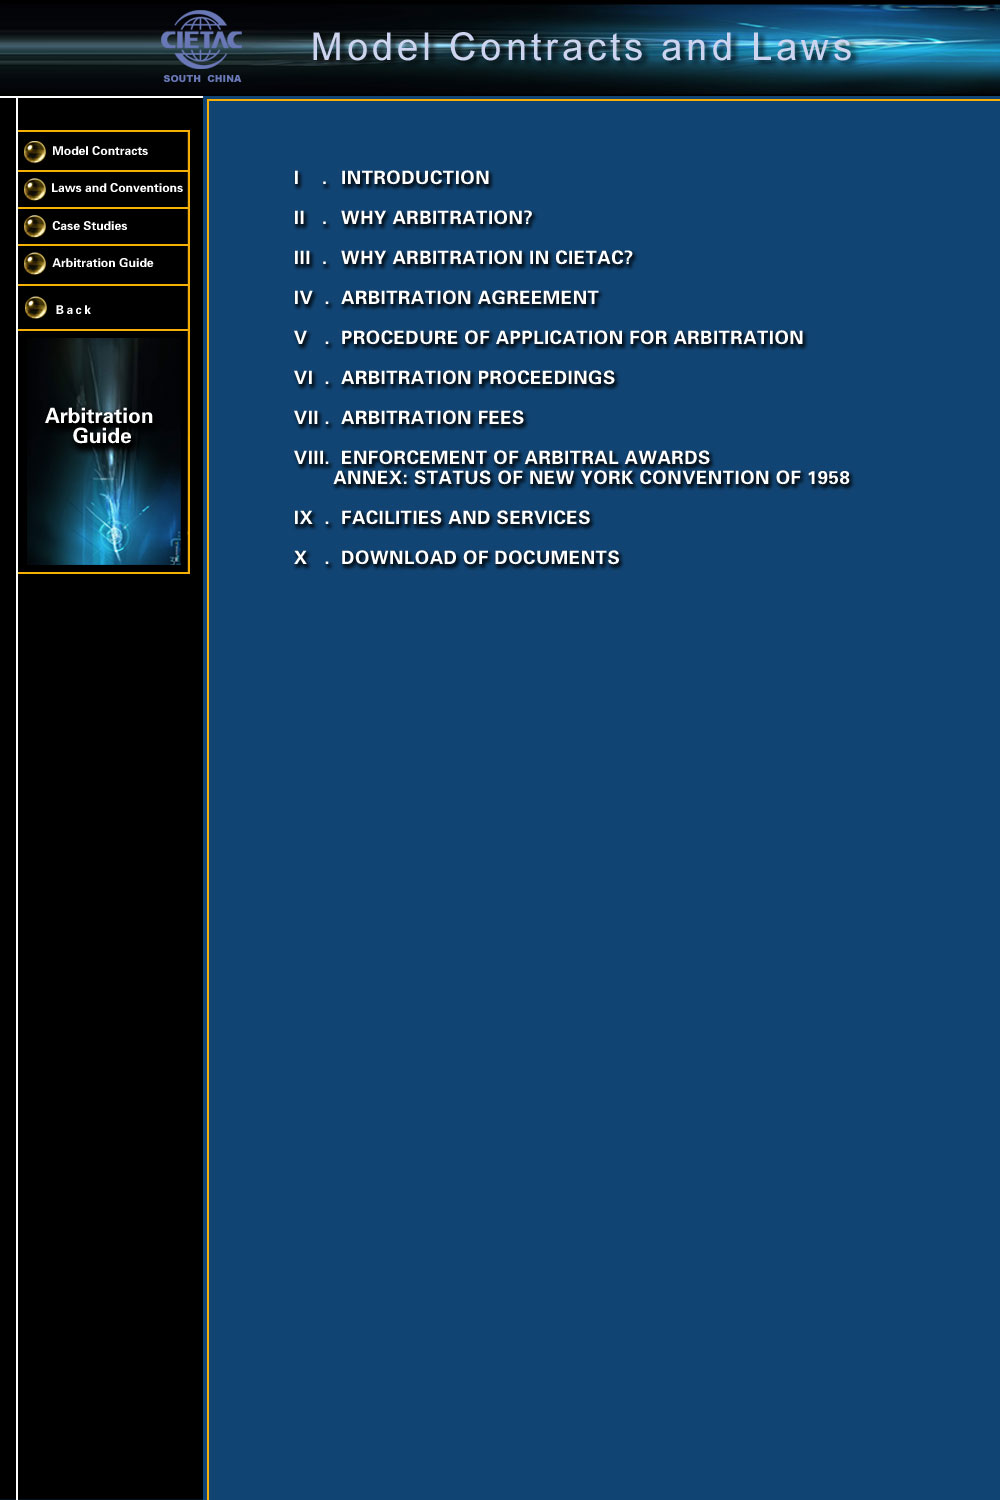 CIETAC
SOUTH CHINA
Model Contracts and Laws
Model Contracts
Laws and Conventions
Case Studies
Arbitration Guide
Back
Arbitration
Guide
I . INTRODUCTION
II . WHY ARBITRATION?
III . WHY ARBITRATION IN CIETAC?
IV . ARBITRATION AGREEMENT
V . PROCEDURE OF APPLICATION FOR ARBITRATION
VI . ARBITRATION PROCEEDINGS
VII . ARBITRATION FEES
VIII. ENFORCEMENT OF ARBITRAL AWARDS
ANNEX: STATUS OF NEW YORK CONVENTION OF 1958
IX . FACILITIES AND SERVICES
X . DOWNLOAD OF DOCUMENTS